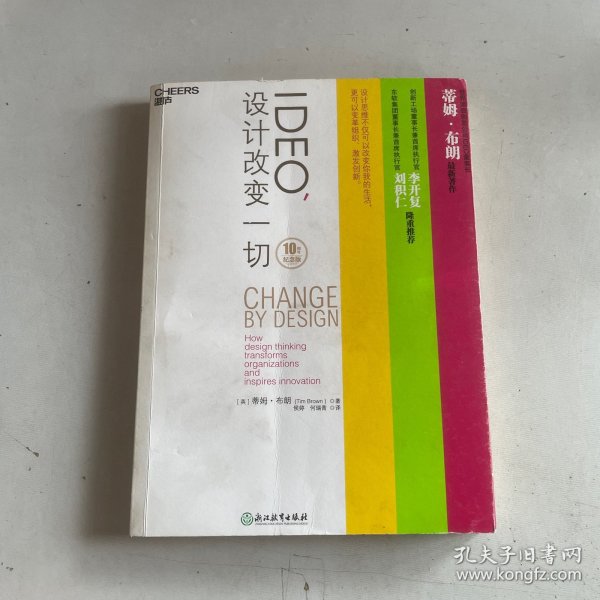 CHEERS
湛庐
IDEO,
设计改变一切
10周年
纪念版
CHANGE
BY DESIGN
How
design thinking
transforms
organizations
and
inspires innovation
[英] 蒂姆·布朗 (Tim Brown) ◎ 著
侯婷 何瑞青 ◎ 译
浙江教育出版社
设计思维不仅可以改变你我的生活,
更可以变革组织、激发创新。
创新工场董事长兼首席执行官 李开复
东软集团董事长兼首席执行官 刘积仁
隆重推荐
蒂姆·布朗 最新著作
孔夫子旧书网
www.kongfz.com